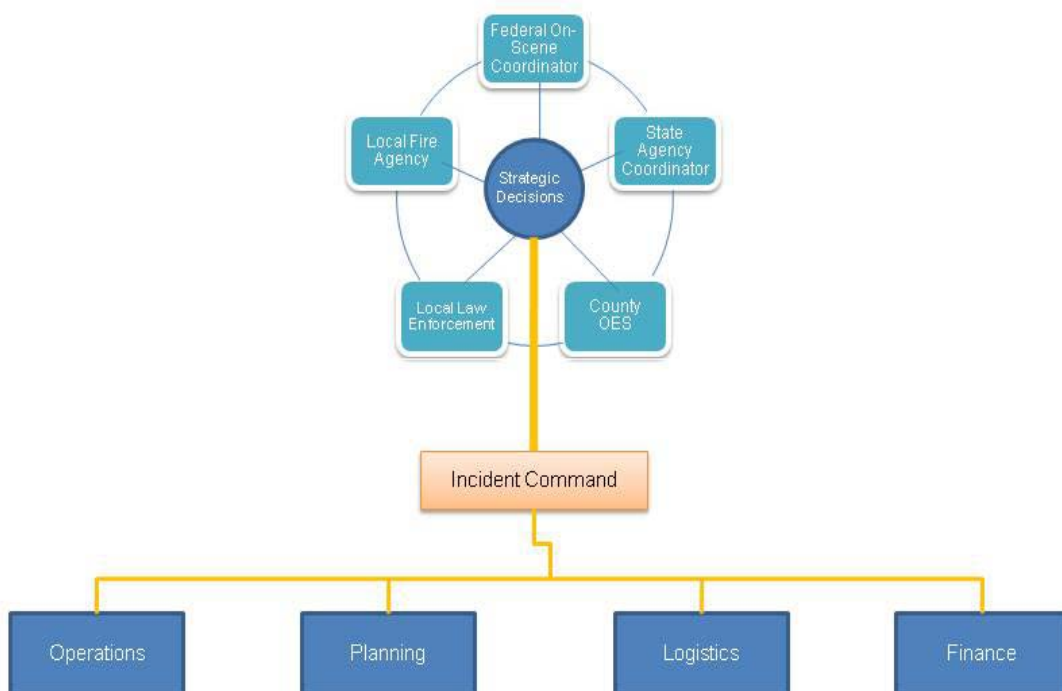 Federal On-
Scene
Coordinator
Local Fire
Agency
State
Agency
Coordinator
Strategic
Decisions
Local Law
Enforcement
County
OES
Incident Command
Operations
Planning
Logistics
Finance